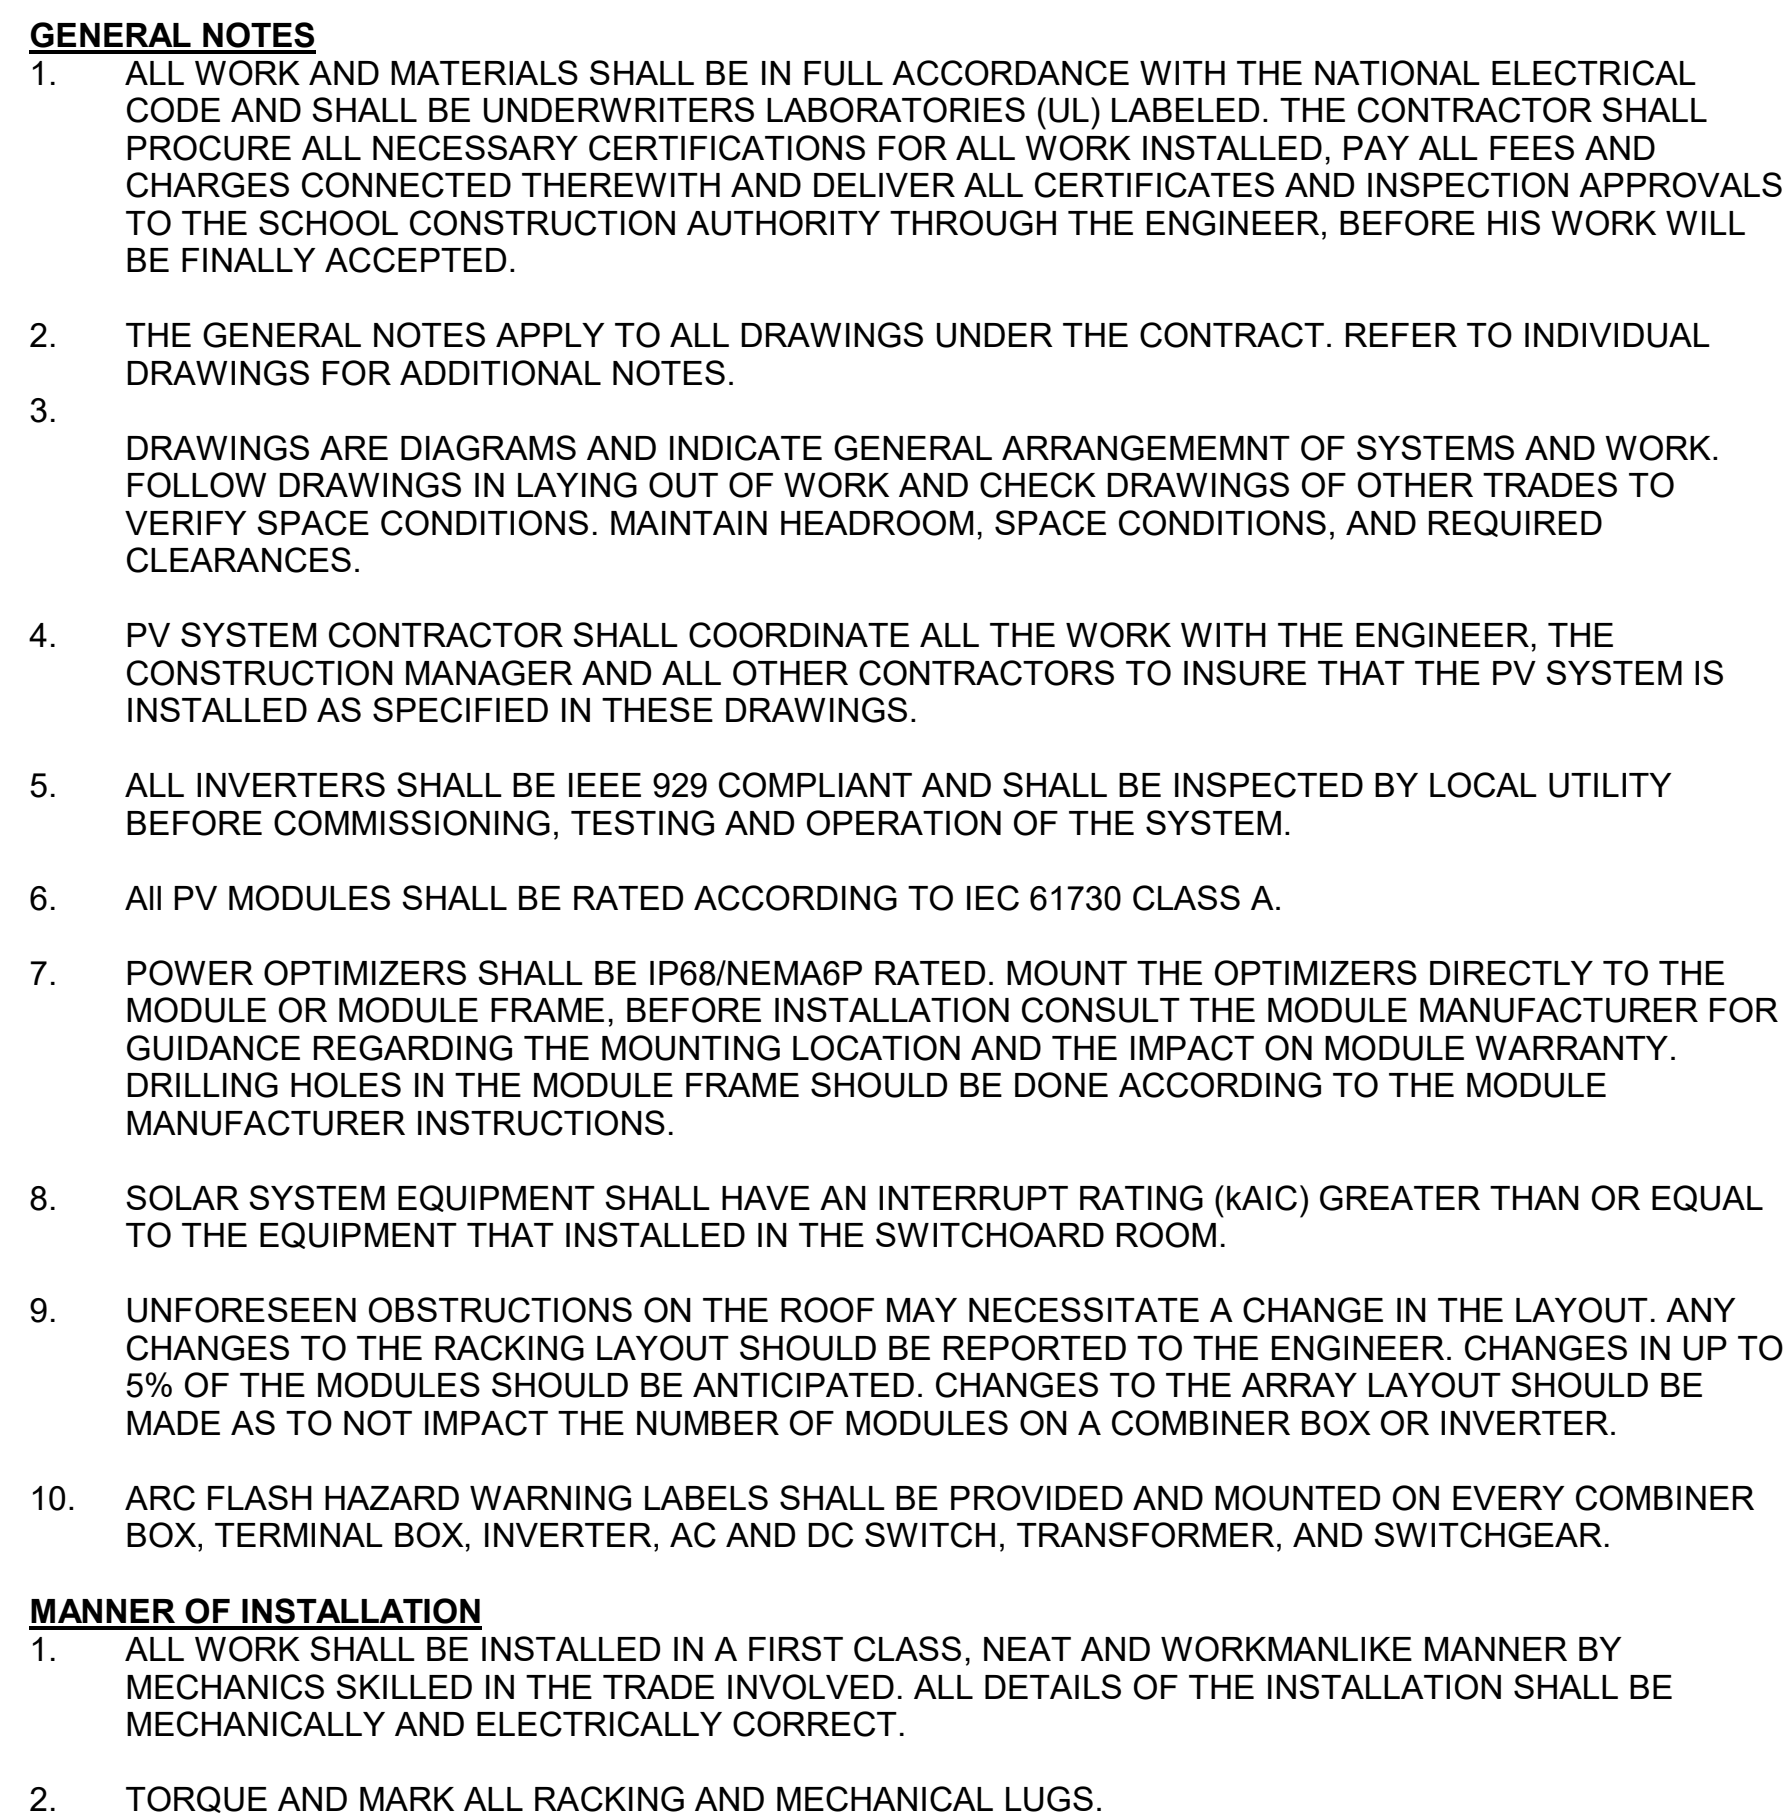 GENERAL NOTES
1. ALL WORK AND MATERIALS SHALL BE IN FULL ACCORDANCE WITH THE NATIONAL ELECTRICAL
CODE AND SHALL BE UNDERWRITERS LABORATORIES (UL) LABELED. THE CONTRACTOR SHALL
PROCURE ALL NECESSARY CERTIFICATIONS FOR ALL WORK INSTALLED, PAY ALL FEES AND
CHARGES CONNECTED THEREWITH AND DELIVER ALL CERTIFICATES AND INSPECTION APPROVALS
TO THE SCHOOL CONSTRUCTION AUTHORITY THROUGH THE ENGINEER, BEFORE HIS WORK WILL
BE FINALLY ACCEPTED.
2. THE GENERAL NOTES APPLY TO ALL DRAWINGS UNDER THE CONTRACT. REFER TO INDIVIDUAL
DRAWINGS FOR ADDITIONAL NOTES.
3.
DRAWINGS ARE DIAGRAMS AND INDICATE GENERAL ARRANGEMEMNT OF SYSTEMS AND WORK.
FOLLOW DRAWINGS IN LAYING OUT OF WORK AND CHECK DRAWINGS OF OTHER TRADES TO
VERIFY SPACE CONDITIONS. MAINTAIN HEADROOM, SPACE CONDITIONS, AND REQUIRED
CLEARANCES.
4. PV SYSTEM CONTRACTOR SHALL COORDINATE ALL THE WORK WITH THE ENGINEER, THE
CONSTRUCTION MANAGER AND ALL OTHER CONTRACTORS TO INSURE THAT THE PV SYSTEM IS
INSTALLED AS SPECIFIED IN THESE DRAWINGS.
5. ALL INVERTERS SHALL BE IEEE 929 COMPLIANT AND SHALL BE INSPECTED BY LOCAL UTILITY
BEFORE COMMISSIONING, TESTING AND OPERATION OF THE SYSTEM.
6. All PV MODULES SHALL BE RATED ACCORDING TO IEC 61730 CLASS A.
7. POWER OPTIMIZERS SHALL BE IP68/NEMA6P RATED. MOUNT THE OPTIMIZERS DIRECTLY TO THE
MODULE OR MODULE FRAME, BEFORE INSTALLATION CONSULT THE MODULE MANUFACTURER FOR
GUIDANCE REGARDING THE MOUNTING LOCATION AND THE IMPACT ON MODULE WARRANTY.
DRILLING HOLES IN THE MODULE FRAME SHOULD BE DONE ACCORDING TO THE MODULE
MANUFACTURER INSTRUCTIONS.
8. SOLAR SYSTEM EQUIPMENT SHALL HAVE AN INTERRUPT RATING (kAIC) GREATER THAN OR EQUAL
TO THE EQUIPMENT THAT INSTALLED IN THE SWITCHOARD ROOM.
9. UNFORESEEN OBSTRUCTIONS ON THE ROOF MAY NECESSITATE A CHANGE IN THE LAYOUT. ANY
CHANGES TO THE RACKING LAYOUT SHOULD BE REPORTED TO THE ENGINEER. CHANGES IN UP TO
5% OF THE MODULES SHOULD BE ANTICIPATED. CHANGES TO THE ARRAY LAYOUT SHOULD BE
MADE AS TO NOT IMPACT THE NUMBER OF MODULES ON A COMBINER BOX OR INVERTER.
10. ARC FLASH HAZARD WARNING LABELS SHALL BE PROVIDED AND MOUNTED ON EVERY COMBINER
BOX, TERMINAL BOX, INVERTER, AC AND DC SWITCH, TRANSFORMER, AND SWITCHGEAR.
MANNER OF INSTALLATION
1. ALL WORK SHALL BE INSTALLED IN A FIRST CLASS, NEAT AND WORKMANLIKE MANNER BY
MECHANICS SKILLED IN THE TRADE INVOLVED. ALL DETAILS OF THE INSTALLATION SHALL BE
MECHANICALLY AND ELECTRICALLY CORRECT.
2. TORQUE AND MARK ALL RACKING AND MECHANICAL LUGS.